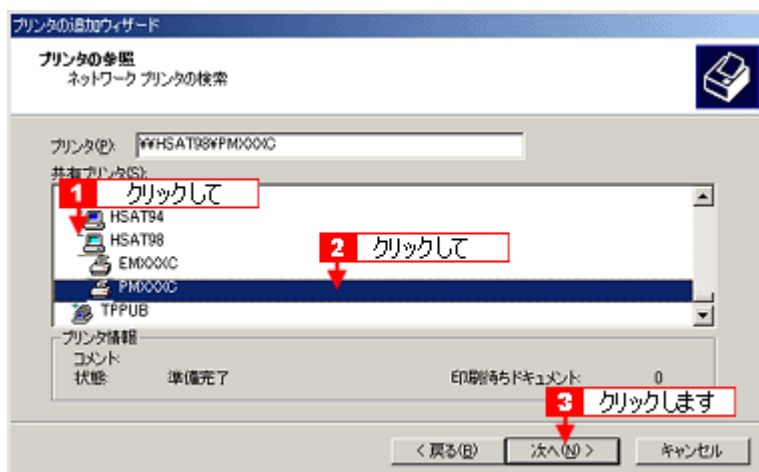 プリンタの追加ウィザード
プリンタの参照
ネットワーク プリンタの検索
プリンタ(P): ¥¥HSAT98¥PMXXXC
共有プリンタ(S):
1 クリックして
HSAT94
HSAT98
2 クリックして
EMXXXC
PMXXXC
TPPUB
プリンタ情報
コメント:
状態: 準備完了 印刷待ちドキュメント: 0
3 クリックします
< 戻る(B) 次へ(N) > キャンセル